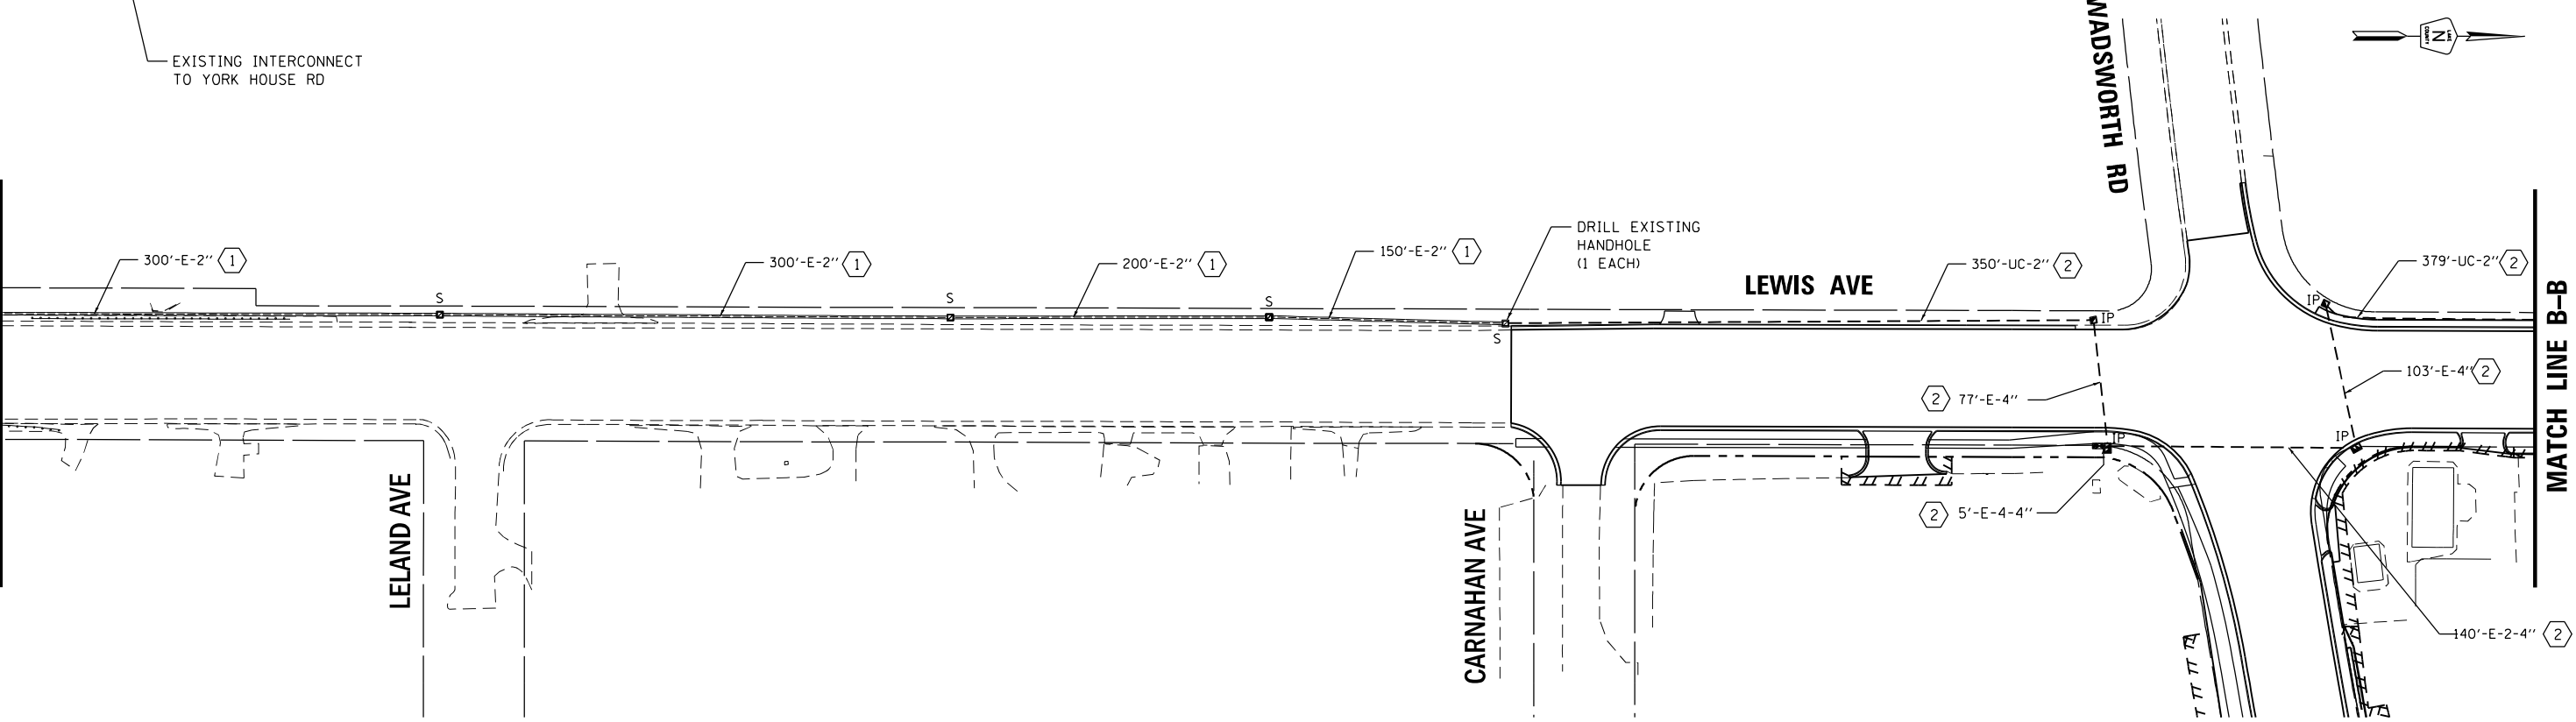 EXISTING INTERCONNECT
TO YORK HOUSE RD
WADSWORTH RD
LAKE
COUNTY
N
300'-E-2" 1
300'-E-2" 1
200'-E-2" 1
150'-E-2" 1
DRILL EXISTING
HANDHOLE
(1 EACH)
LEWIS AVE
350'-UC-2" 2
379'-UC-2" 2
S
S
S
S
IP
IP
2 77'-E-4"
103'-E-4" 2
MATCH LINE B-B
IP
IP
LELAND AVE
CARNAHAN AVE
2 5'-E-4-4"
140'-E-2-4" 2